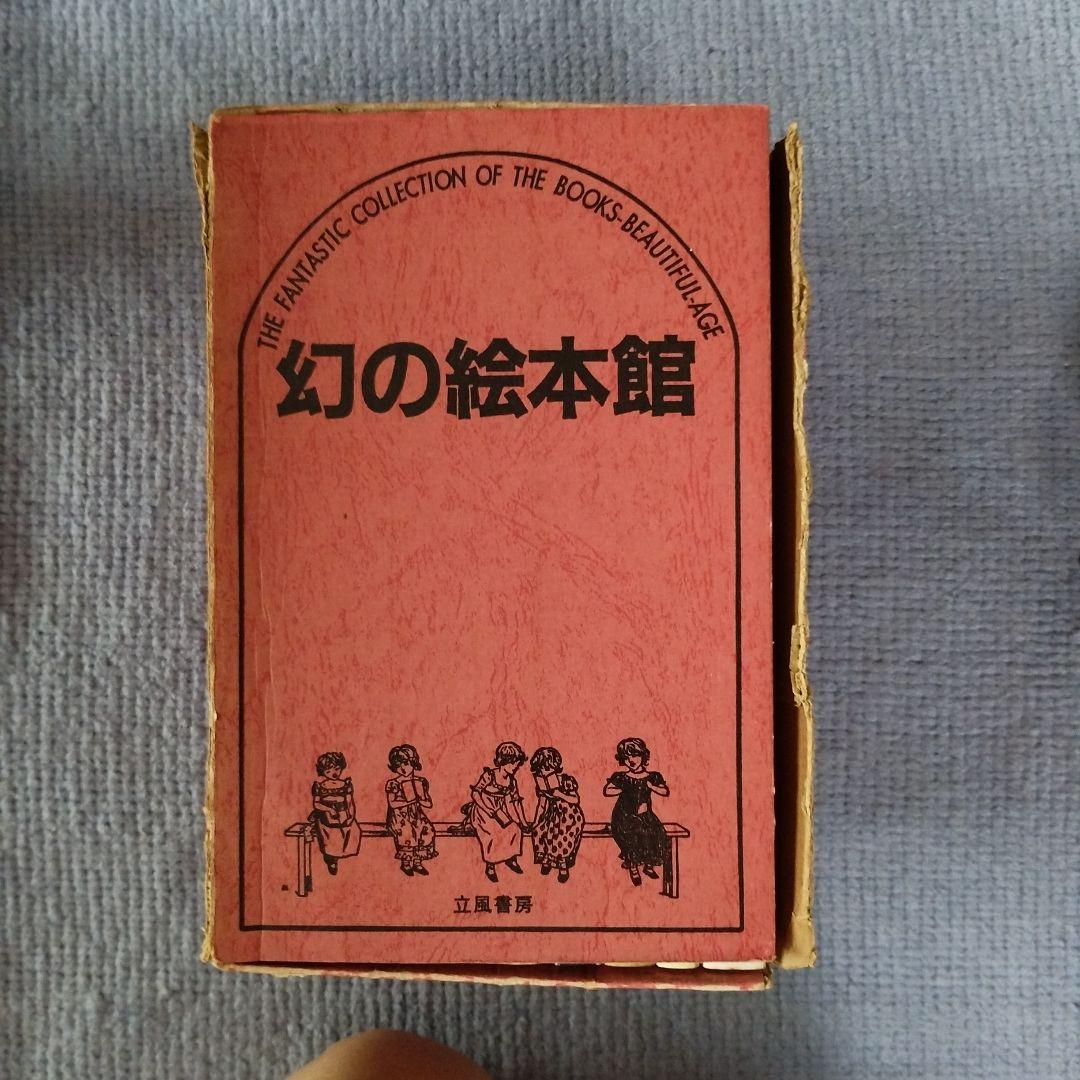 THE FANTASTIC COLLECTION OF THE BOOKS-BEAUTIFUL-AGE
幻の絵本館
立風書房